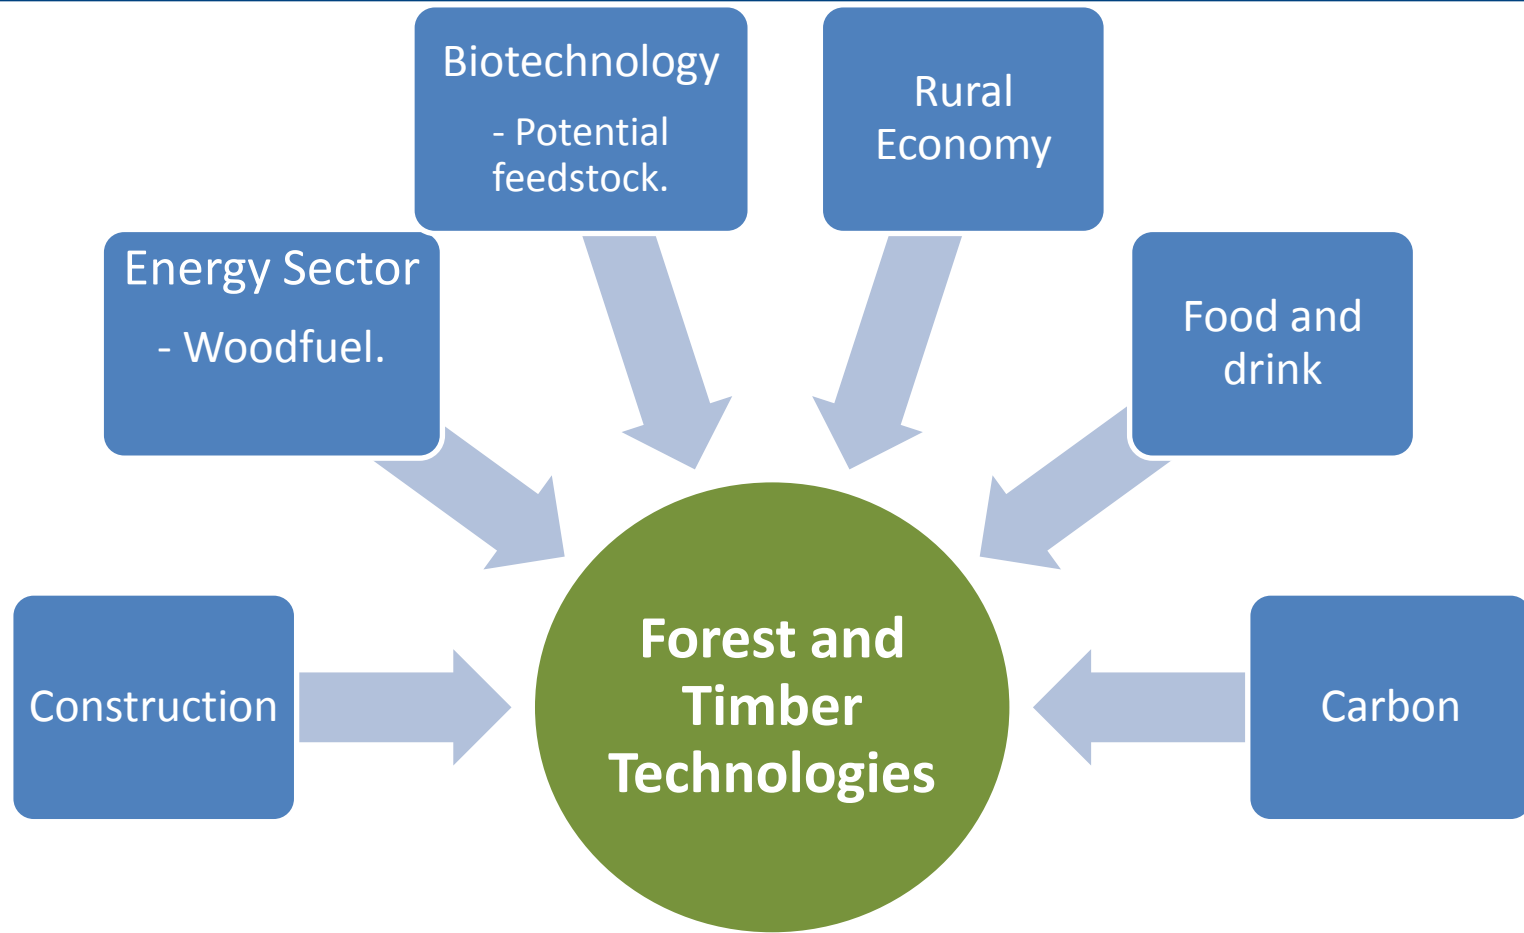 Biotechnology
- Potential
feedstock.
Rural
Economy
Energy Sector
- Woodfuel.
Food and
drink
Construction
Forest and
Timber
Technologies
Carbon